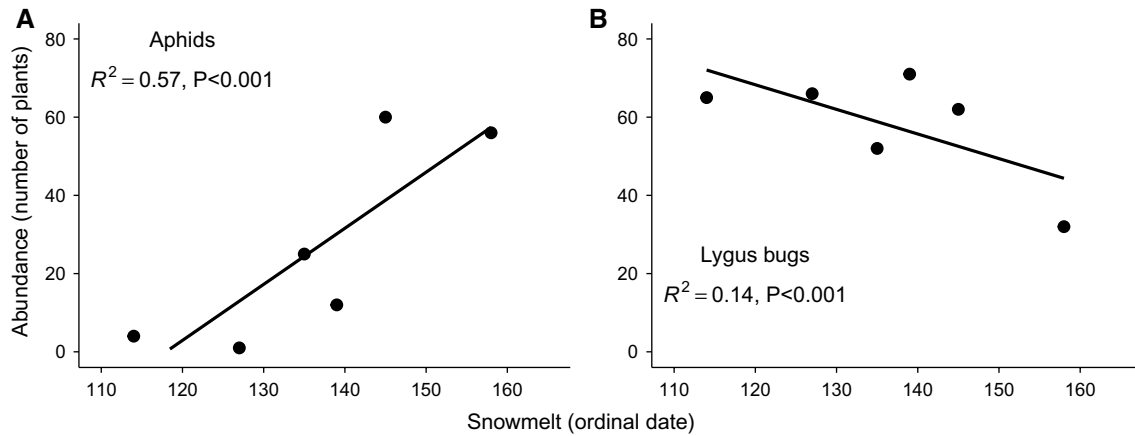 A
Aphids
R² = 0.57, P<0.001
Abundance (number of plants)
80
60
40
20
0
110 120 130 140 150 160
B
Lygus bugs
R² = 0.14, P<0.001
80
60
40
20
0
110 120 130 140 150 160
Snowmelt (ordinal date)